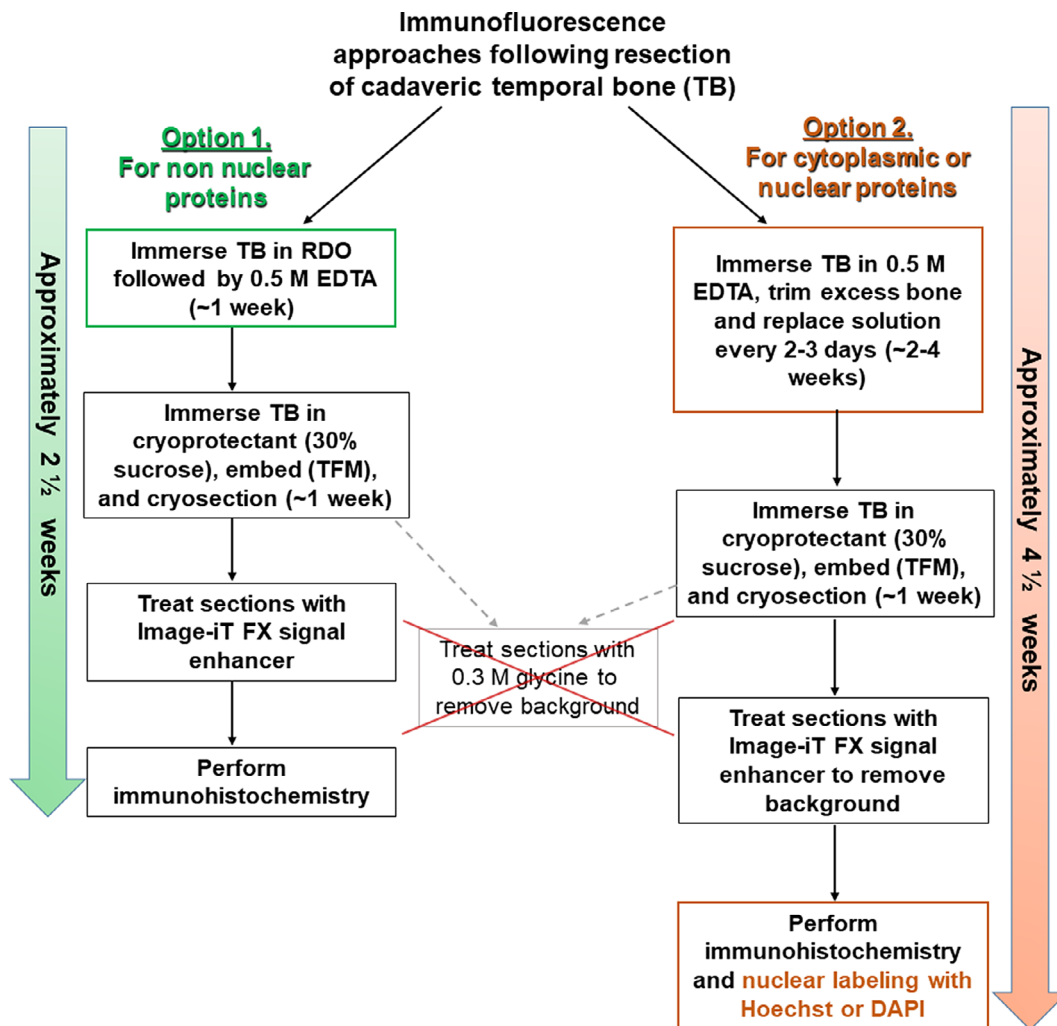 Immunofluorescence
approaches following resection
of cadaveric temporal bone (TB)
Option 1.
For non nuclear
proteins
Approximately 2 ½ weeks
Immerse TB in RDO
followed by 0.5 M EDTA
(~1 week)
Immerse TB in
cryoprotectant (30%
sucrose), embed (TFM),
and cryosection (~1 week)
Treat sections with
Image-iT FX signal
enhancer
Perform
immunohistochemistry
Treat sections with
0.3 M glycine to
remove background
Option 2.
For cytoplasmic or
nuclear proteins
Immerse TB in 0.5 M
EDTA, trim excess bone
and replace solution
every 2-3 days (~2-4
weeks)
Immerse TB in
cryoprotectant (30%
sucrose), embed (TFM),
and cryosection (~1 week)
Treat sections with
Image-iT FX signal
enhancer to remove
background
Perform
immunohistochemistry
and nuclear labeling with
Hoechst or DAPI
Approximately 4 ½ weeks